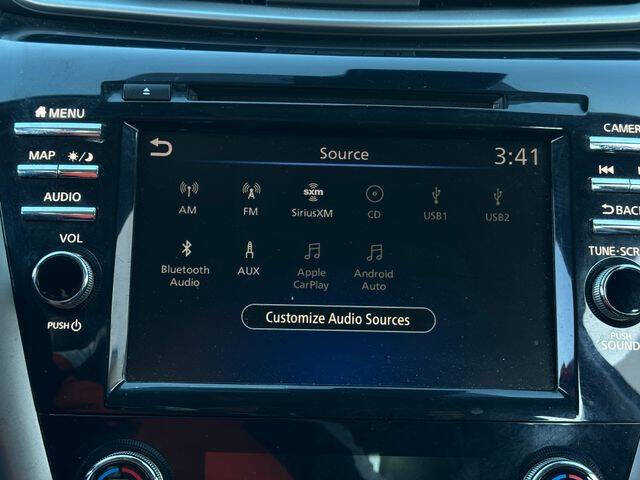 MENU
MAP
AUDIO
VOL
PUSH
Source
3:41
AM
FM
sxm
SiriusXM
CD
USB1
USB2
Bluetooth
Audio
AUX
Apple
CarPlay
Android
Auto
Customize Audio Sources
CAMER
BACK
TUNE·SCR
PUSH
SOUND